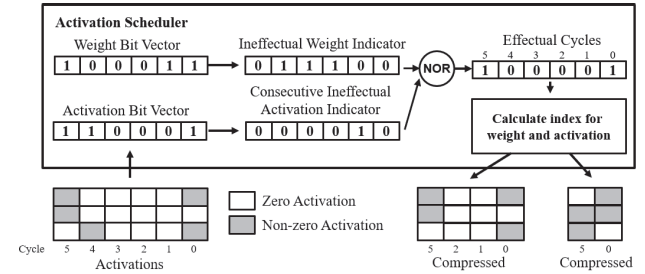 Activation Scheduler
Weight Bit Vector
1 0 0 0 1 1
Ineffectual Weight Indicator
0 1 1 1 0 0
NOR
Effectual Cycles
5 4 3 2 1 0
1 0 0 0 0 1
Activation Bit Vector
1 1 0 0 0 1
Consecutive Ineffectual
Activation Indicator
0 0 0 0 1 0
Calculate index for
weight and activation
Zero Activation
Non-zero Activation
Cycle 5 4 3 2 1 0
Activations
5 2 1 0
Compressed
5 0
Compressed